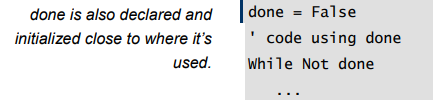 done is also declared and
initialized close to where it's
used.
done = False
' code using done
While Not done
...